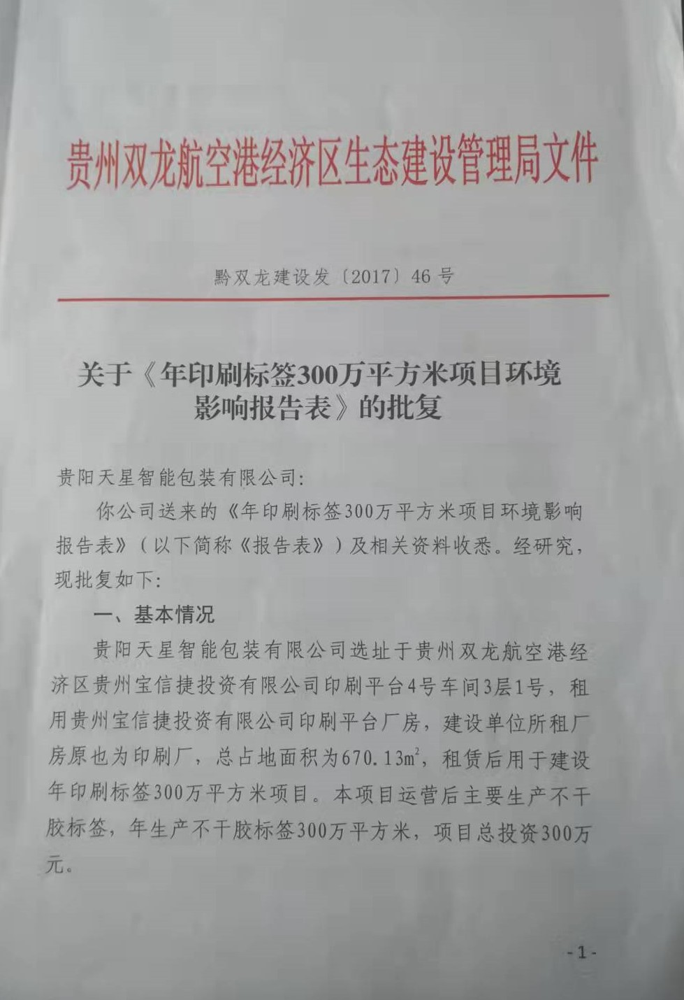 贵州双龙航空港经济区生态建设管理局文件
黔双龙建设发〔2017〕46 号
关于《年印刷标签300万平方米项目环境
影响报告表》的批复
贵阳天星智能包装有限公司：
你公司送来的《年印刷标签300万平方米项目环境影响
报告表》（以下简称《报告表》）及相关资料收悉。经研究，
现批复如下：
一、基本情况
贵阳天星智能包装有限公司选址于贵州双龙航空港经
济区贵州宝信捷投资有限公司印刷平台4号车间3层1号，租
用贵州宝信捷投资有限公司印刷平台厂房，建设单位所租厂
房原也为印刷厂，总占地面积为670.13m²，租赁后用于建设
年印刷标签300万平方米项目。本项目运营后主要生产不干
胶标签，年生产不干胶标签300万平方米，项目总投资300万
元。
-1-